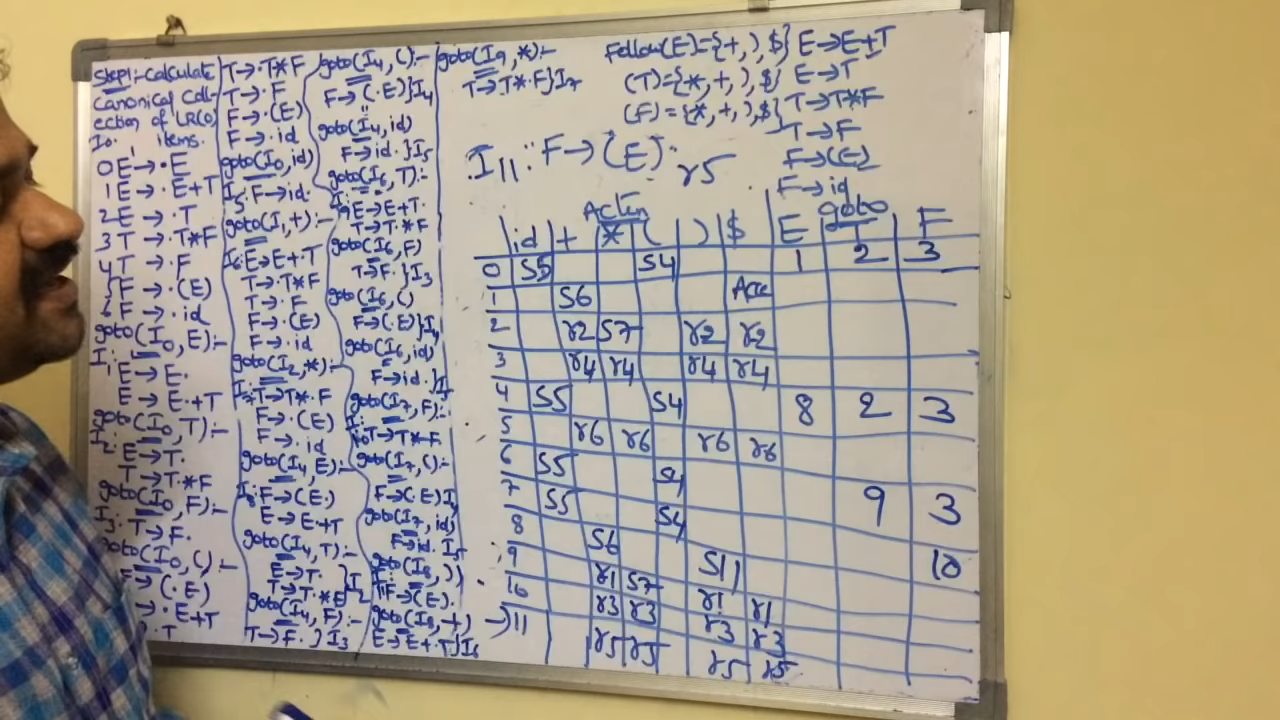 Step1:- Calculate
canonical coll-
ection of LR(0)
I0: items.
0 E' → ·E
1 E → ·E+T
2 E → ·T
3 T → ·T*F
4 T → ·F
5 F → ·(E)
6 F → ·id
goto(I0, E):-
I1: E' → E·
E → E·+T
goto(I0, T):-
I2: E → T·
T → T·*F
goto(I0, F):-
I3: T → F·
goto(I0, ():-
F → (·E)
→ ·E+T
·T
T → ·T*F
T → ·F
F → ·(E)
F → ·id
goto(I0, id)
I5: F → id·
goto(I1, +):-
I6: E → E+·T
T → ·T*F
T → ·F
F → ·(E)
F → ·id
goto(I2, *):-
I7: T → T*·F
F → ·(E)
F → ·id
goto(I4, E):-
I8: F → (E·)
E → E·+T
goto(I4, T):-
E → T·
T → T·*F } I2
goto(I4, F):-
T → F· } I3
goto(I4, ():-
F → (·E) } I4
goto(I4, id)
F → id· } I5
goto(I6, T):-
I9: E → E+T·
T → T·*F
goto(I6, F)
T → F· } I3
goto(I6, ()
F → (·E) } I4
goto(I6, id)
F → id· } I5
goto(I7, F):-
I10: T → T*F·
goto(I7, ():-
F → (·E) I4
goto(I7, id)
F → id· I5
goto(I8, )):-
I11: F → (E)·
goto(I8, +)
E → E+·T } I6
goto(I9, *):-
T → T*·F } I7
Follow(E) = {+, ), $}
(T) = {*, +, ), $}
(F) = {*, +, ), $}
E → E+T
E → T
T → T*F
T → F
F → (E)
F → id
I11: F → (E)· r5
Action goto
id + * ( ) $ E T F
0 S5 S4 1 2 3
1 S6 Acc
2 r2 S7 r2 r2
3 r4 r4 r4 r4
4 S5 S4 8 2 3
5 r6 r6 r6 r6
6 S5 S4 9 3
7 S5 S4 10
8 S6 S11
9 r1 S7 r1 r1
10 r3 r3 r3 r3
→ 11 r5 r5 r5 r5